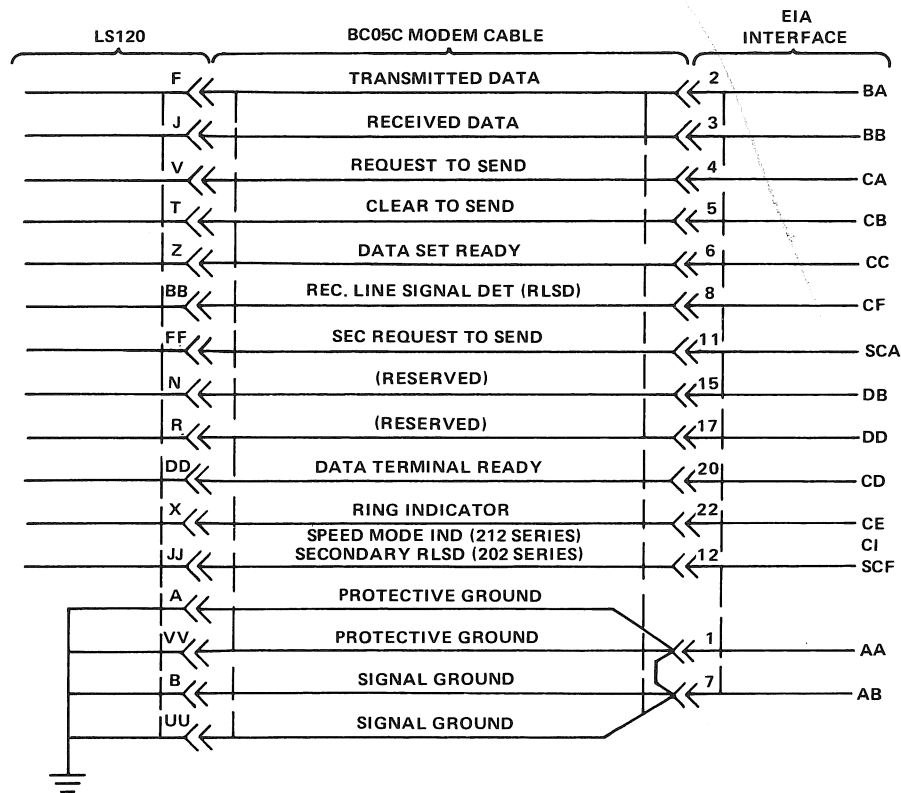 LS120 BC05C MODEM CABLE EIA INTERFACE
F TRANSMITTED DATA 2 BA
J RECEIVED DATA 3 BB
V REQUEST TO SEND 4 CA
T CLEAR TO SEND 5 CB
Z DATA SET READY 6 CC
BB REC. LINE SIGNAL DET (RLSD) 8 CF
FF SEC REQUEST TO SEND 11 SCA
N (RESERVED) 15 DB
R (RESERVED) 17 DD
DD DATA TERMINAL READY 20 CD
X RING INDICATOR 22 CE
SPEED MODE IND (212 SERIES) CI
JJ SECONDARY RLSD (202 SERIES) 12 SCF
A PROTECTIVE GROUND
VV PROTECTIVE GROUND 1 AA
B SIGNAL GROUND 7 AB
UU SIGNAL GROUND